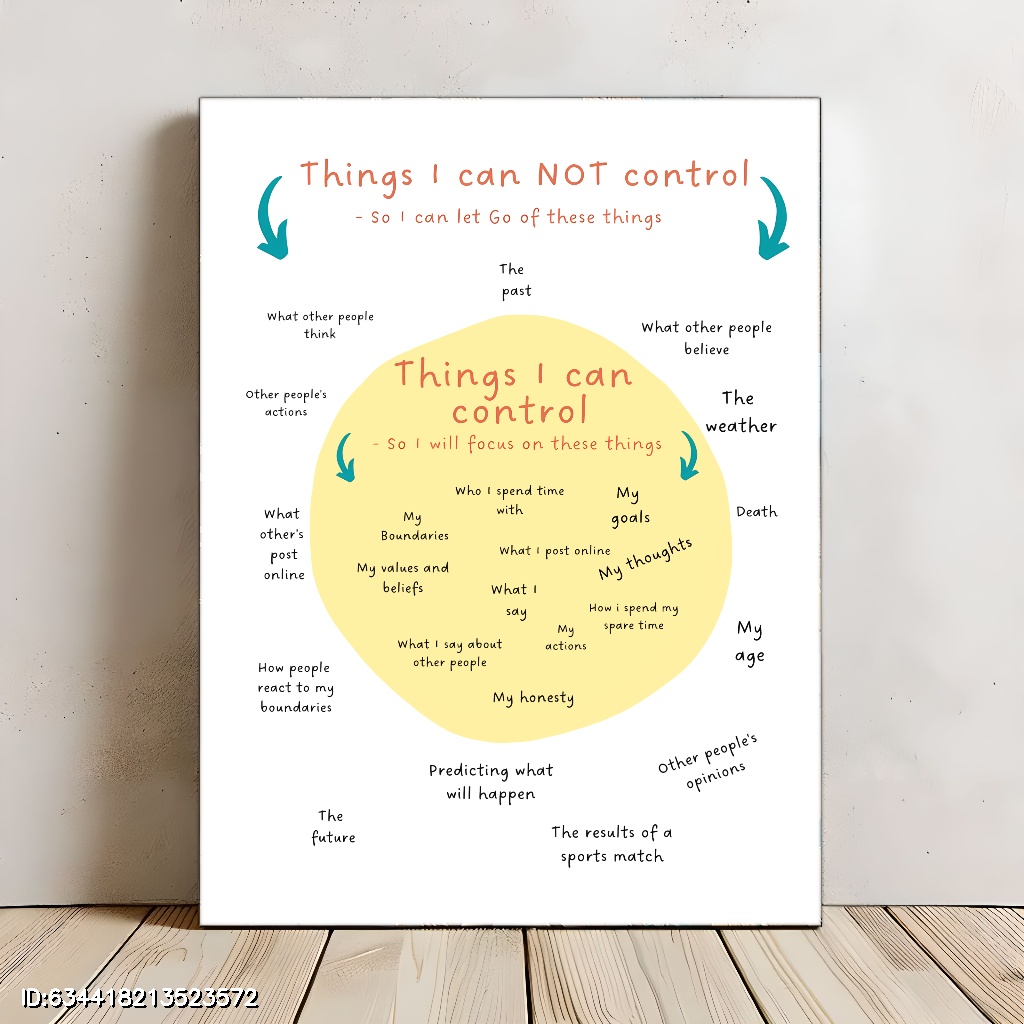 Things I can NOT control
- So I can let Go of these things
The
past
What other people
think
What other people
believe
Other people's
actions
The
weather
What
other's
post
online
Death
How people
react to my
boundaries
My
age
Things I can
control
- So I will focus on these things
Who I spend time
with
My
goals
My
Boundaries
What I post online
My thoughts
My values and
beliefs
What I
say
How i spend my
spare time
My
actions
What I say about
other people
My honesty
Other people's
opinions
Predicting what
will happen
The
future
The results of a
sports match
ID:634418213523572